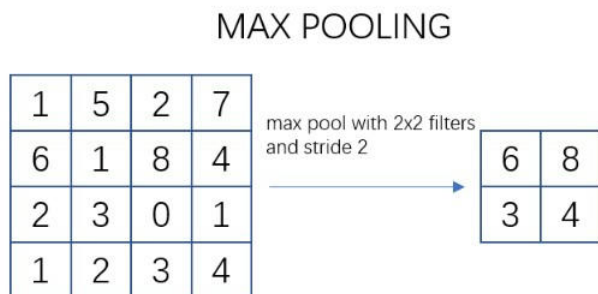 MAX POOLING
1 5 2 7
6 1 8 4
2 3 0 1
1 2 3 4
max pool with 2x2 filters
and stride 2
6 8
3 4